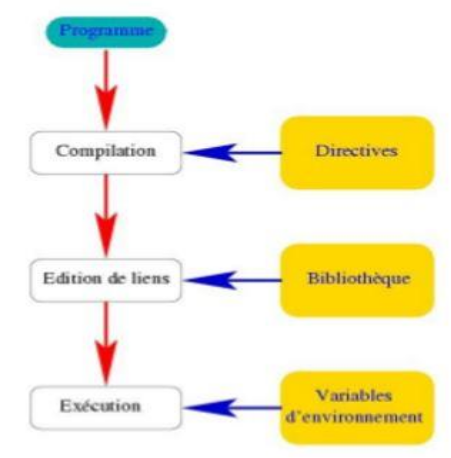 Programme
Compilation
Directives
Edition de liens
Bibliothèque
Exécution
Variables
d'environnement